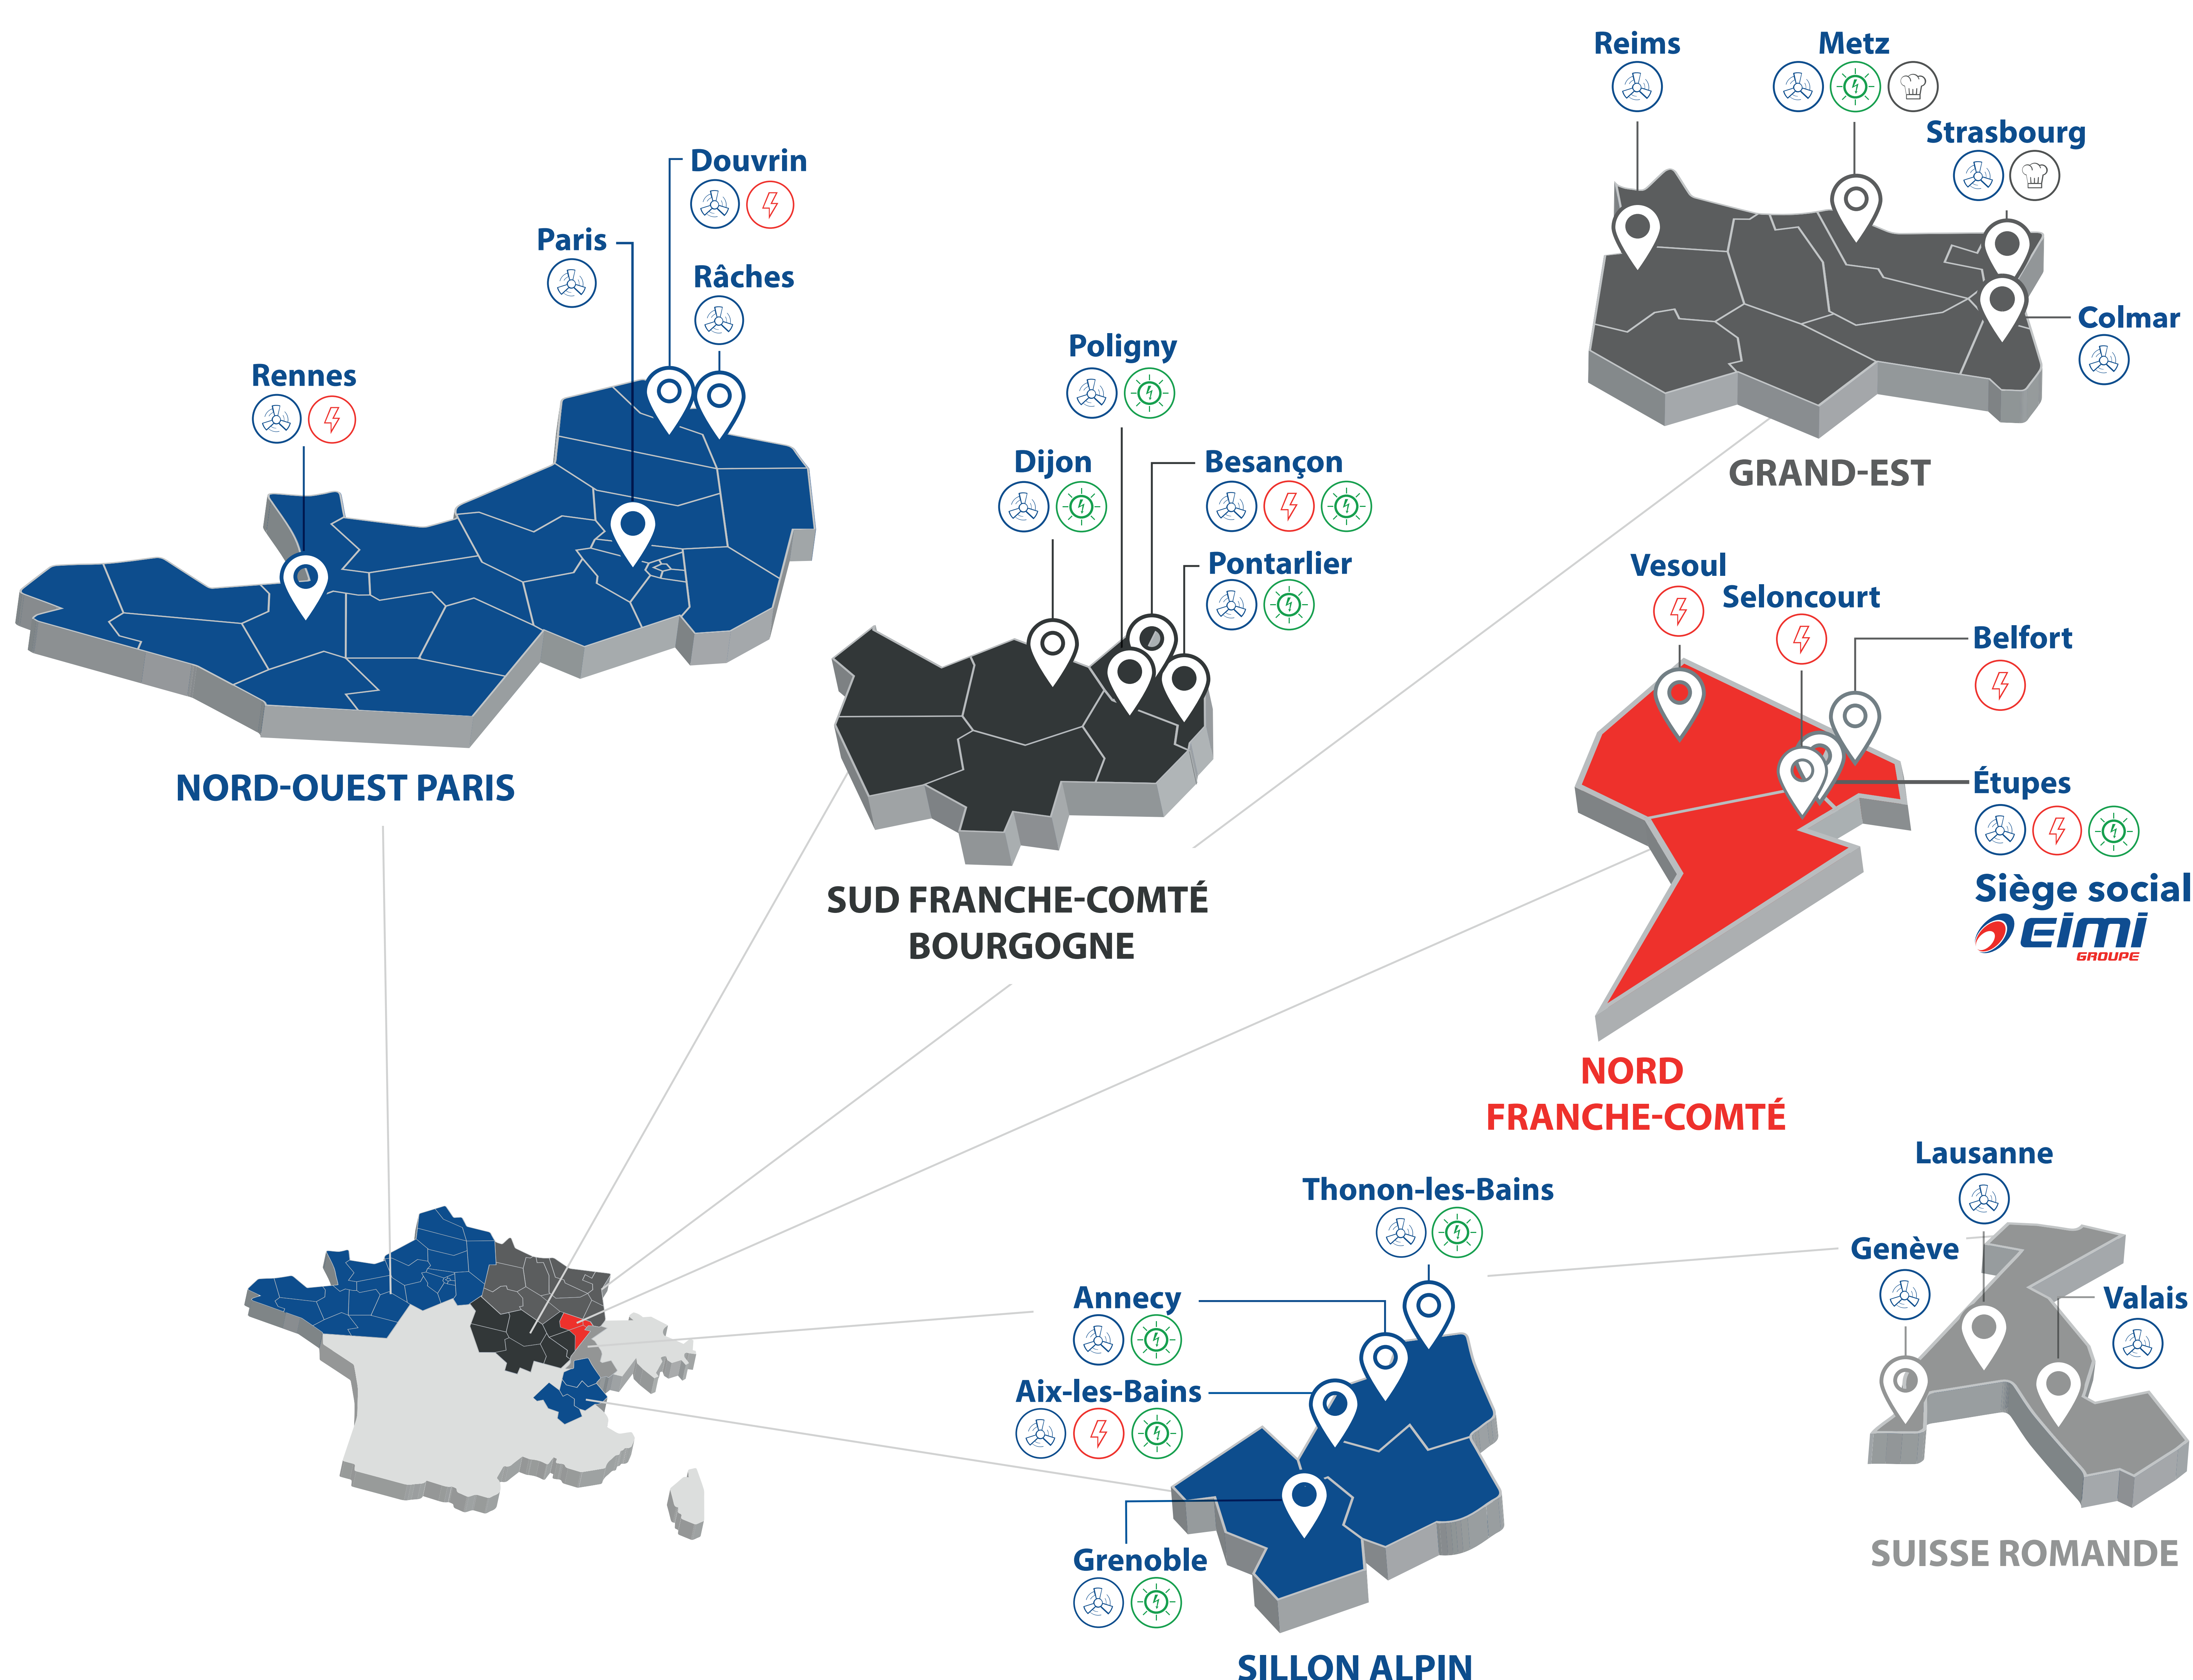 Reims
Metz
Strasbourg
Colmar
GRAND-EST
Douvrin
Paris
Râches
Rennes
NORD-OUEST PARIS
Poligny
Dijon
Besançon
Pontarlier
SUD FRANCHE-COMTÉ
BOURGOGNE
Vesoul
Seloncourt
Belfort
Étupes
Siège social
eimi
GROUPE
NORD
FRANCHE-COMTÉ
Thonon-les-Bains
Annecy
Aix-les-Bains
Grenoble
SILLON ALPIN
Lausanne
Genève
Valais
SUISSE ROMANDE